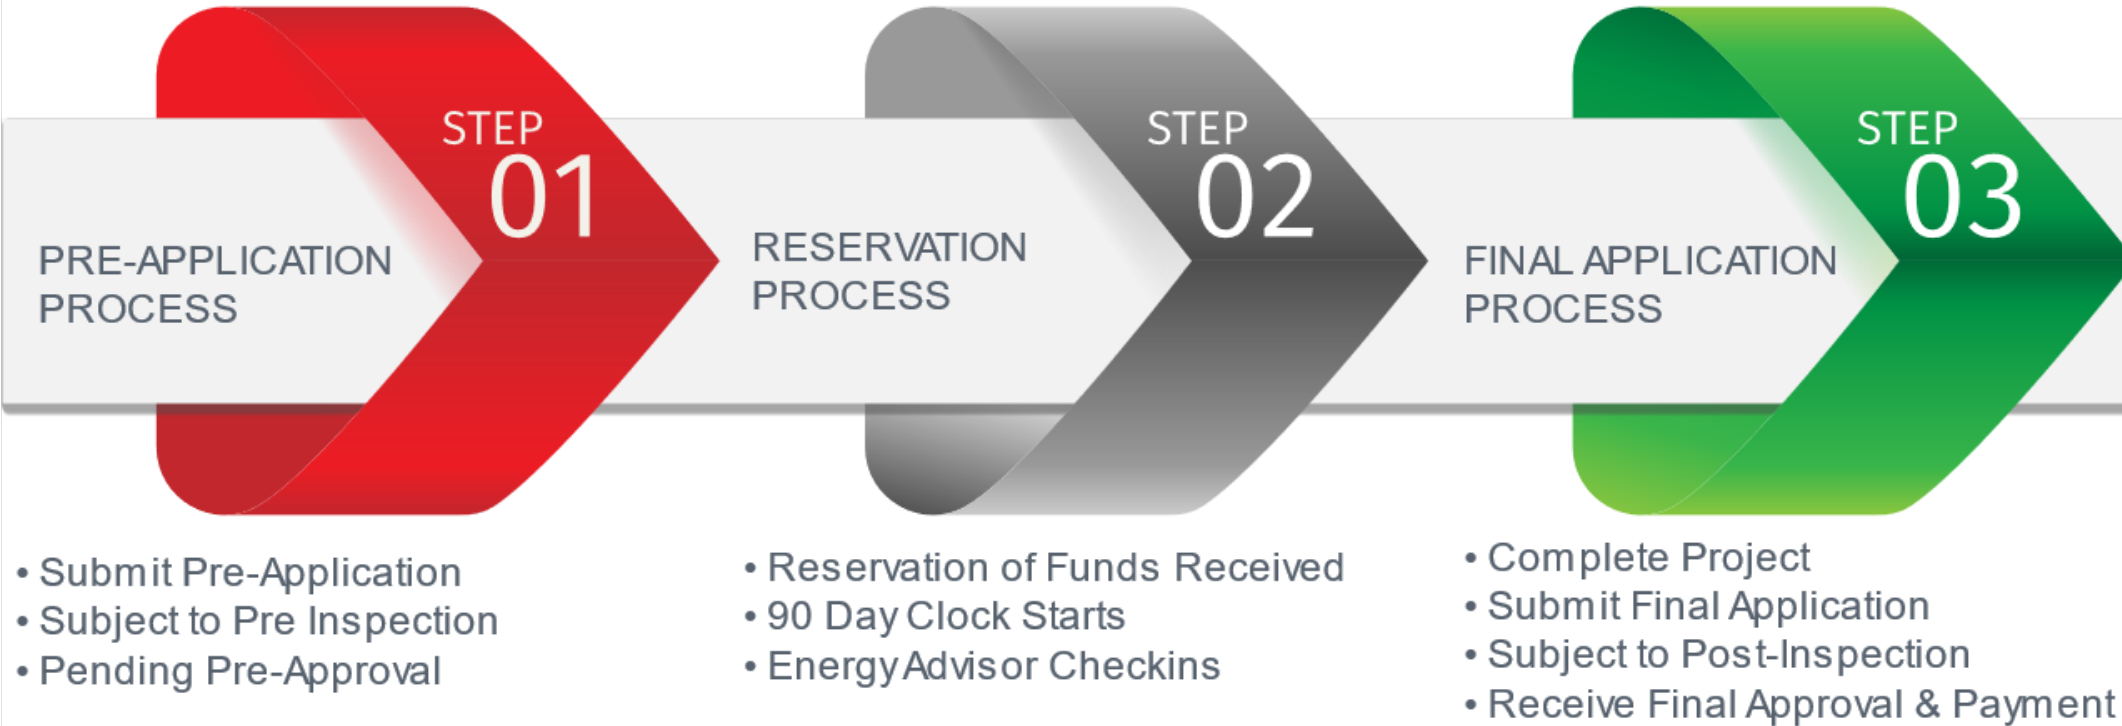 STEP
01
PRE-APPLICATION
PROCESS
• Submit Pre-Application
• Subject to Pre Inspection
• Pending Pre-Approval
STEP
02
RESERVATION
PROCESS
• Reservation of Funds Received
• 90 Day Clock Starts
• Energy Advisor Checkins
STEP
03
FINAL APPLICATION
PROCESS
• Complete Project
• Submit Final Application
• Subject to Post-Inspection
• Receive Final Approval & Payment